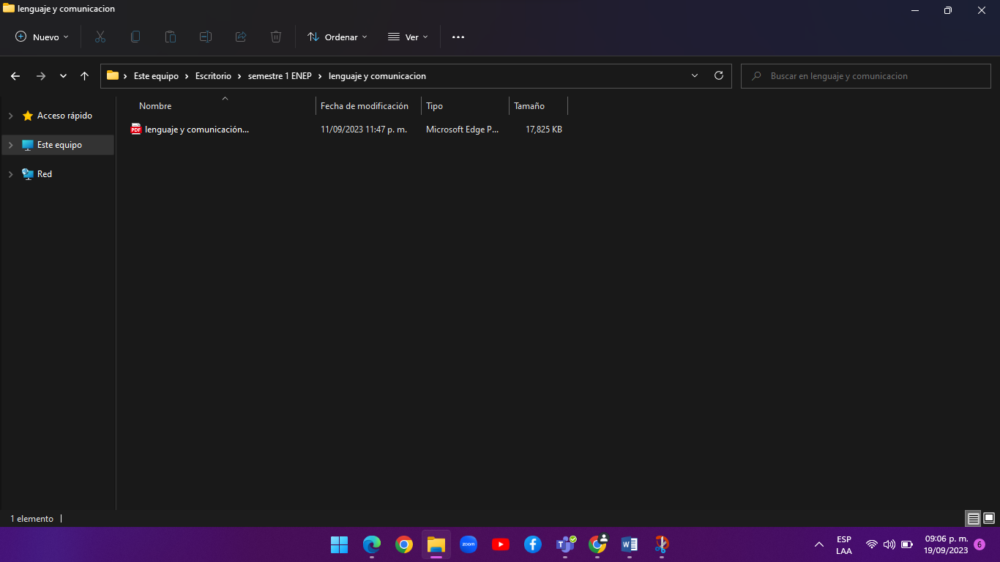 lenguaje y comunicacion
Nuevo
Ordenar
Ver
Este equipo
Escritorio
semestre 1 ENEP
lenguaje y comunicacion
Buscar en lenguaje y comunicacion
Nombre
Fecha de modificación
Tipo
Tamaño
PDF
lenguaje y comunicación...
11/09/2023 11:47 p. m.
Microsoft Edge P...
17,825 KB
Acceso rápido
Este equipo
Red
1 elemento
zoom
ESP
LAA
09:06 p. m.
19/09/2023
6